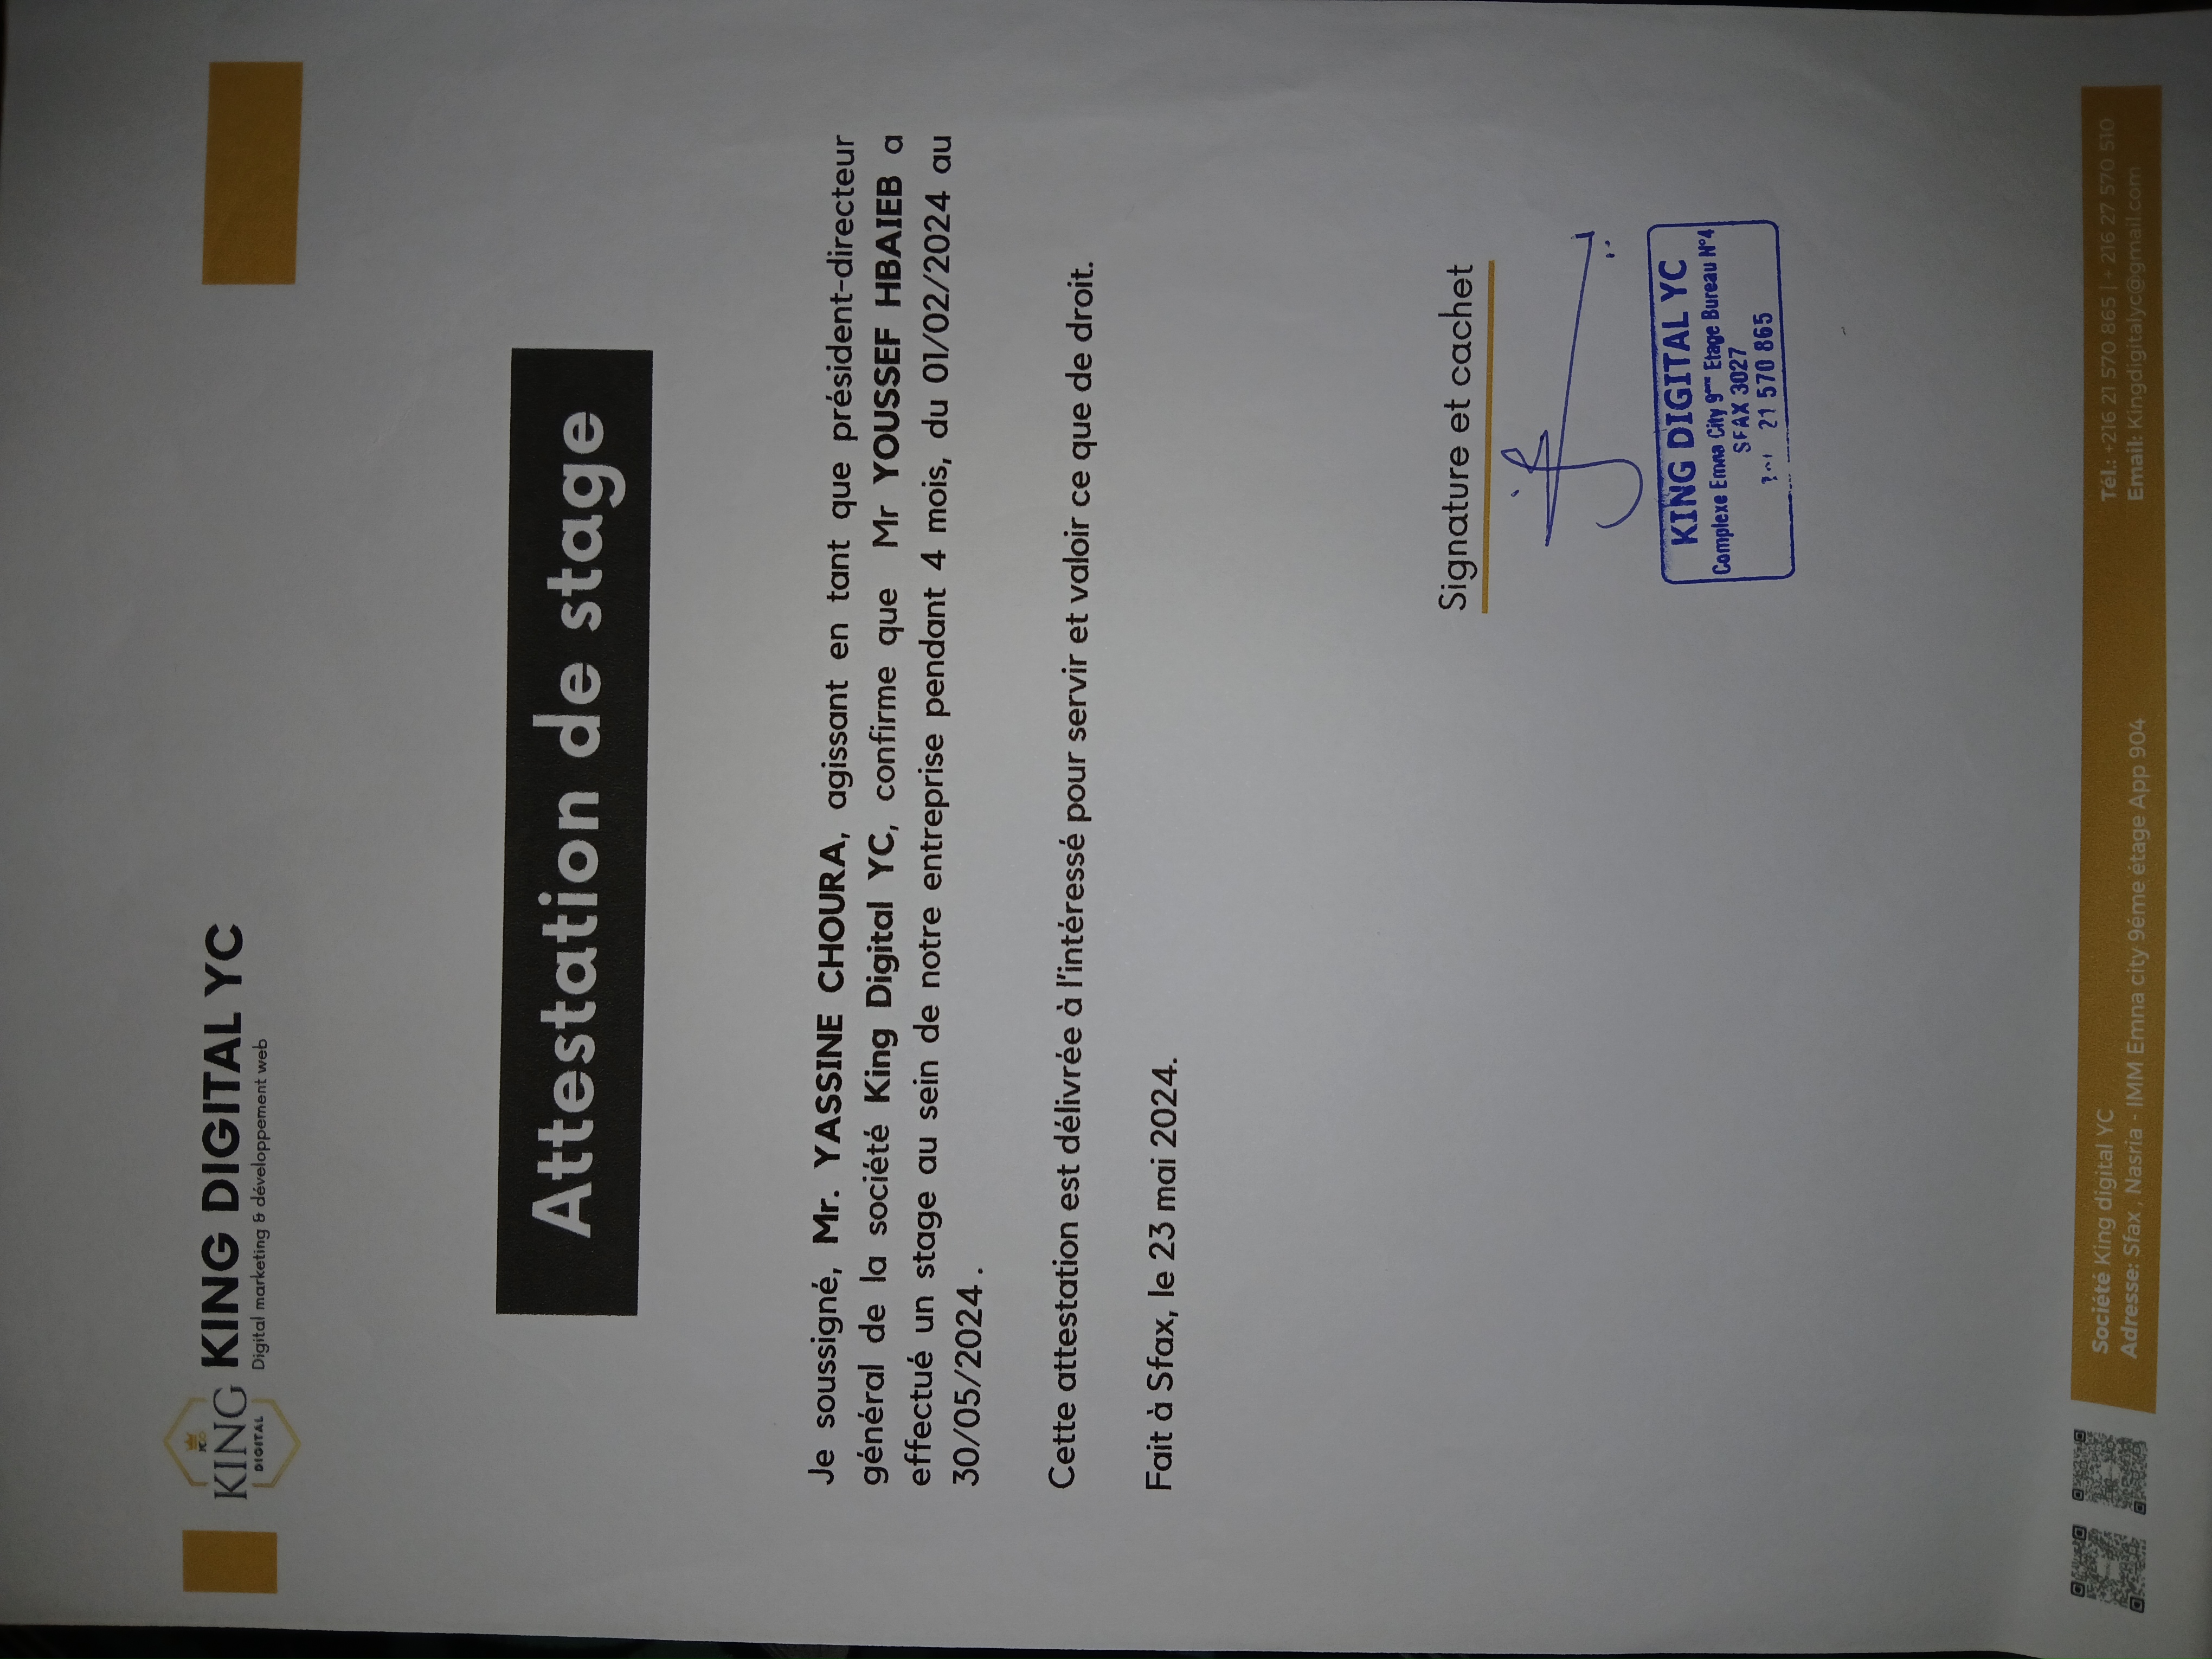 KING
DIGITAL
KING DIGITAL YC
Digital marketing & développement web
Attestation de stage
Je soussigné, Mr. YASSINE CHOURA, agissant en tant que président-directeur
général de la société King Digital YC, confirme que Mr YOUSSEF HBAIEB a
effectué un stage au sein de notre entreprise pendant 4 mois, du 01/02/2024 au
30/05/2024 .
Cette attestation est délivrée à l'intéressé pour servir et valoir ce que de droit.
Fait à Sfax, le 23 mai 2024.
Signature et cachet
KING DIGITAL YC
Complexe Emna City 9ème Etage Bureau N°4
SFAX 3027
21 570 865
Société King digital YC
Adresse: Sfax , Nasria - IMM Emna city 9éme étage App 904
Tél.: +216 21 570 865 | + 216 27 570 510
Email: Kingdigitalyc@gmail.com